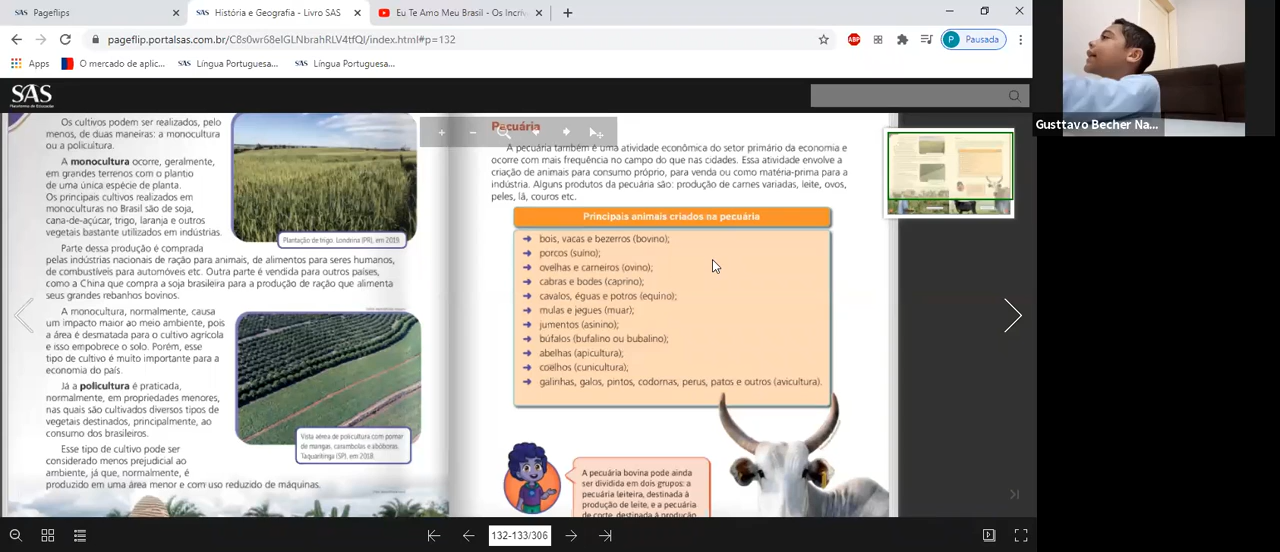 Pageflips
História e Geografia - Livro SAS
Eu Te Amo Meu Brasil - Os Incrív
pageflip.portalsas.com.br/C8s0wr68eIGLNbrahRLV4tfQI/index.html#p=132
ABP
P Pausada
Apps
O mercado de aplic...
SAS Língua Portuguesa...
SAS Língua Portuguesa...
SAS
Plataforma de Educação
Gusttavo Becher Na...
Os cultivos podem ser realizados, pelo
menos, de duas maneiras: a monocultura
ou a policultura.
A monocultura ocorre, geralmente,
em grandes terrenos com o plantio
de uma única espécie de planta.
Os principais cultivos realizados em
monoculturas no Brasil são de soja,
cana-de-açúcar, trigo, laranja e outros
vegetais bastante utilizados em indústrias.
Plantação de trigo. Londrina (PR), em 2019.
Parte dessa produção é comprada
pelas indústrias nacionais de ração para animais, de alimentos para seres humanos,
de combustíveis para automóveis etc. Outra parte é vendida para outros países,
como a China que compra a soja brasileira para a produção de ração que alimenta
seus grandes rebanhos bovinos.
A monocultura, normalmente, causa
um impacto maior ao meio ambiente, pois
a área é desmatada para o cultivo agrícola
e isso empobrece o solo. Porém, esse
tipo de cultivo é muito importante para a
economia do país.
Já a policultura é praticada,
normalmente, em propriedades menores,
nas quais são cultivados diversos tipos de
vegetais destinados, principalmente, ao
consumo dos brasileiros.
Vista aérea de policultura com pomar
de mangas, carambolas e abóboras.
Taquaritinga (SP), em 2018.
Esse tipo de cultivo pode ser
considerado menos prejudicial ao
ambiente, já que, normalmente, é
produzido em uma área menor e com uso reduzido de máquinas.
Pecuária
A pecuária também é uma atividade econômica do setor primário da economia e
ocorre com mais frequência no campo do que nas cidades. Essa atividade envolve a
criação de animais para consumo próprio, para venda ou como matéria-prima para a
indústria. Alguns produtos da pecuária são: produção de carnes variadas, leite, ovos,
peles, lã, couros etc.
Principais animais criados na pecuária
bois, vacas e bezerros (bovino);
porcos (suíno);
ovelhas e carneiros (ovino);
cabras e bodes (caprino);
cavalos, éguas e potros (equino);
mulas e jegues (muar);
jumentos (asinino);
búfalos (bufalino ou bubalino);
abelhas (apicultura);
coelhos (cunicultura);
galinhas, galos, pintos, codornas, perus, patos e outros (avicultura).
A pecuária bovina pode ainda
ser dividida em dois grupos: a
pecuária leiteira, destinada à
produção de leite, e a pecuária
de corte, destinada à produção
132-133/306